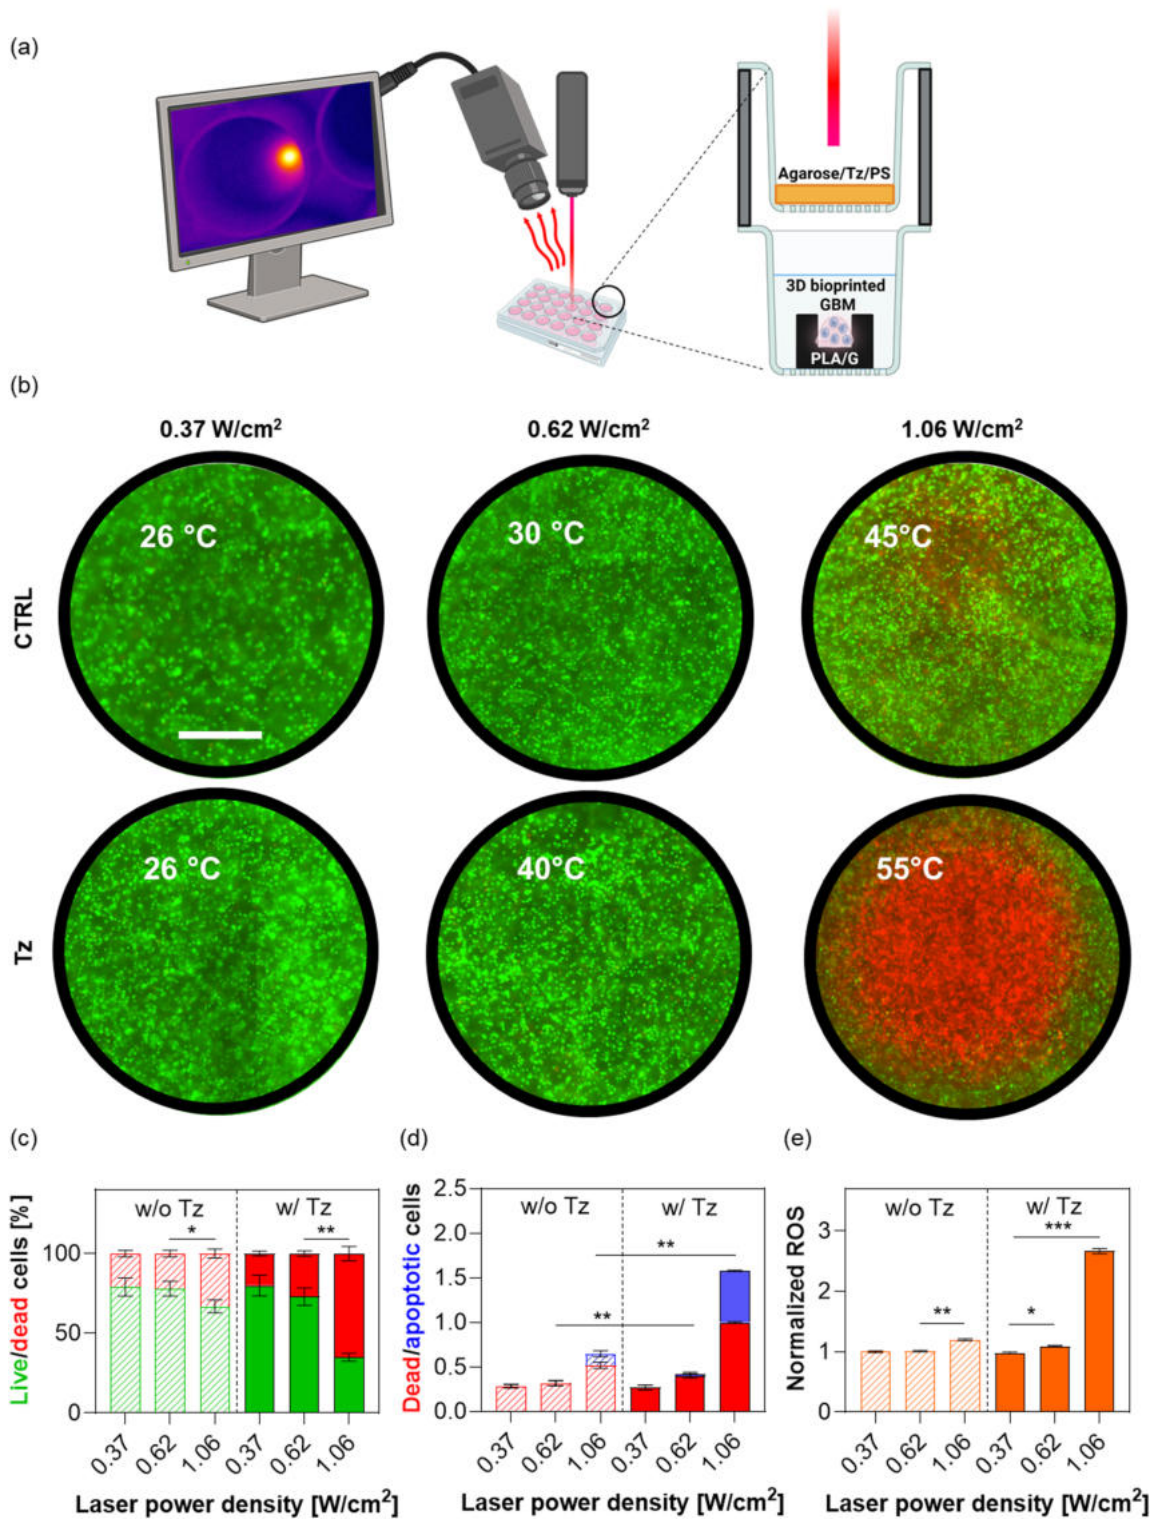 (a)
Agarose/Tz/PS
3D bioprinted
GBM
PLA/G
(b)
0.37 W/cm²
0.62 W/cm²
1.06 W/cm²
CTRL
26 °C
30 °C
45°C
Tz
26 °C
40°C
55°C
(c)
Live/dead cells [%]
100
50
0
w/o Tz
w/ Tz
*
**
0.37
0.62
1.06
0.37
0.62
1.06
Laser power density [W/cm²]
(d)
Dead/apoptotic cells
2.5
2.0
1.5
1.0
0.5
0.0
w/o Tz
w/ Tz
**
**
0.37
0.62
1.06
0.37
0.62
1.06
Laser power density [W/cm²]
(e)
Normalized ROS
3
2
1
0
w/o Tz
w/ Tz
***
**
*
0.37
0.62
1.06
0.37
0.62
1.06
Laser power density [W/cm²]